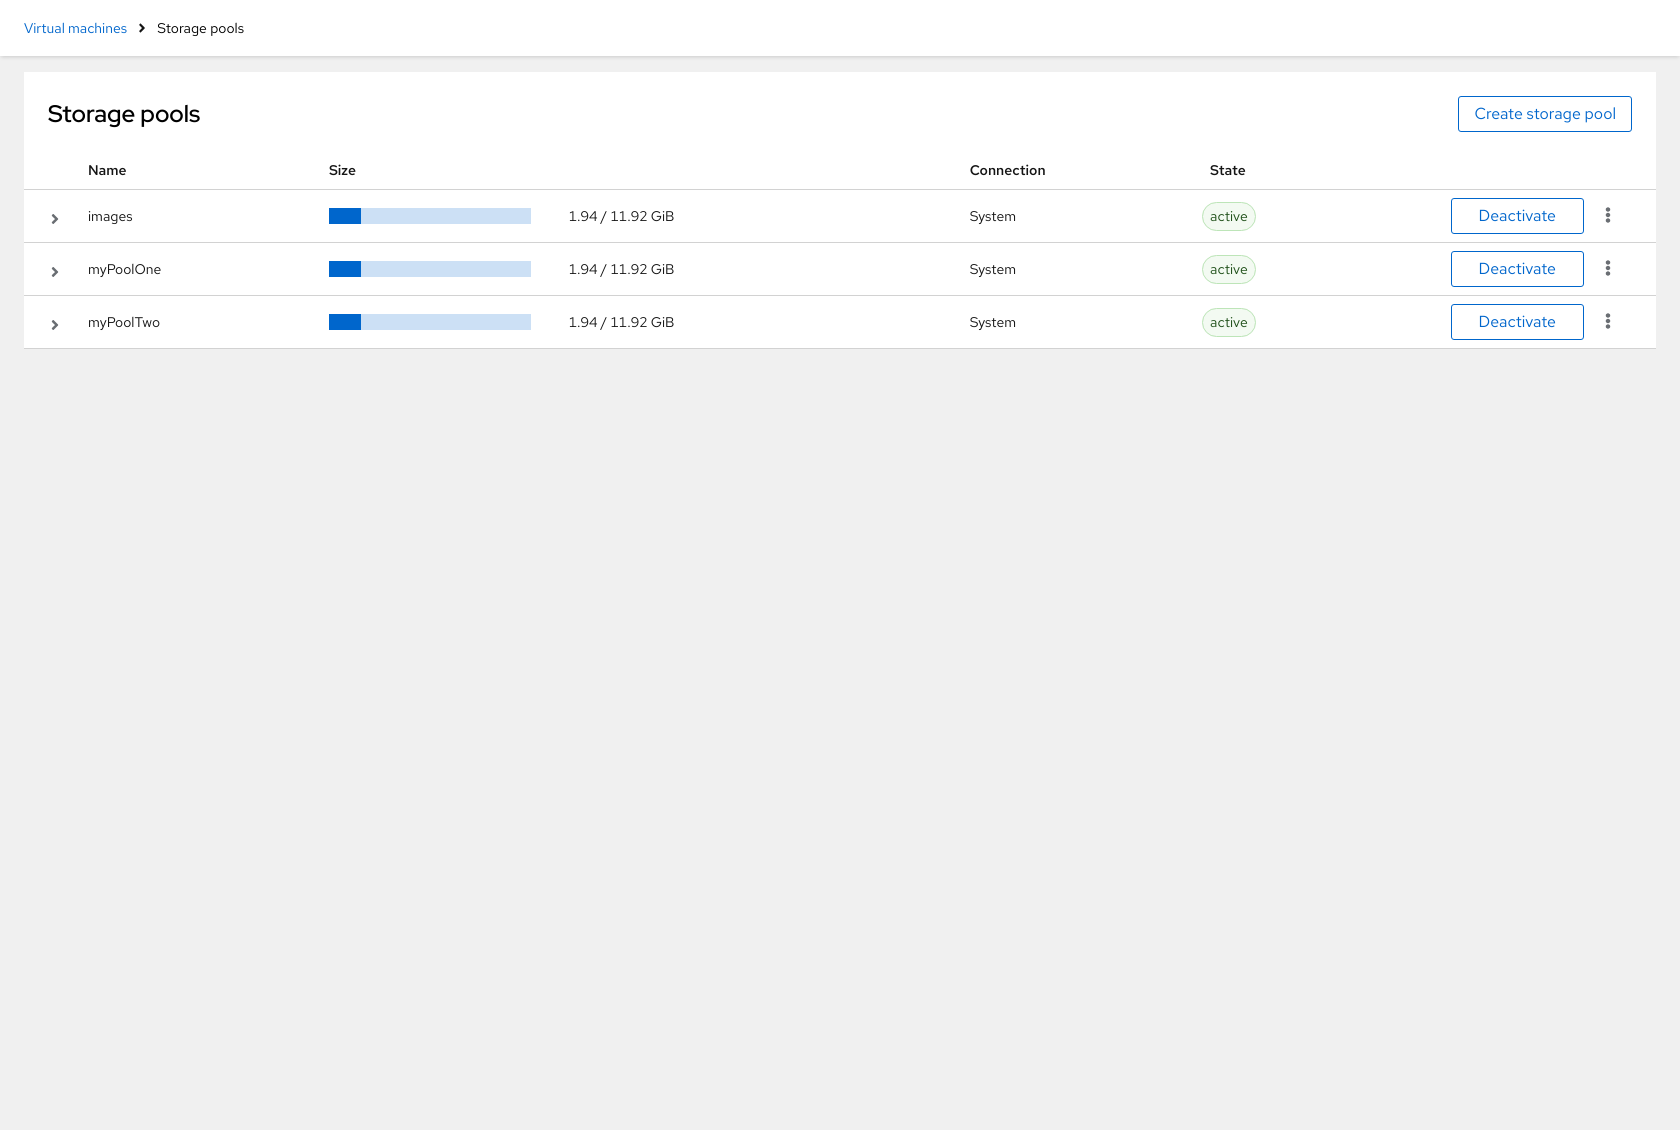 Virtual machines > Storage pools
Storage pools
Create storage pool
Name Size Connection State
images 1.94 / 11.92 GiB System active Deactivate
myPoolOne 1.94 / 11.92 GiB System active Deactivate
myPoolTwo 1.94 / 11.92 GiB System active Deactivate